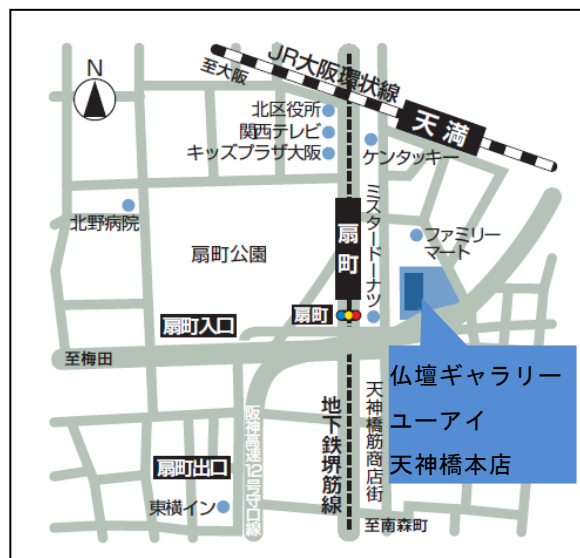 N
至大阪
JR大阪環状線
天満
北区役所
関西テレビ
キッズプラザ大阪
ケンタッキー
北野病院
扇町公園
扇町
ミスタードーナツ
ファミリー
マート
扇町
扇町入口
至梅田
仏壇ギャラリー
ユーアイ
天神橋本店
阪神高速12号守口線
地下鉄堺筋線
天神橋筋商店街
扇町出口
東横イン
至南森町